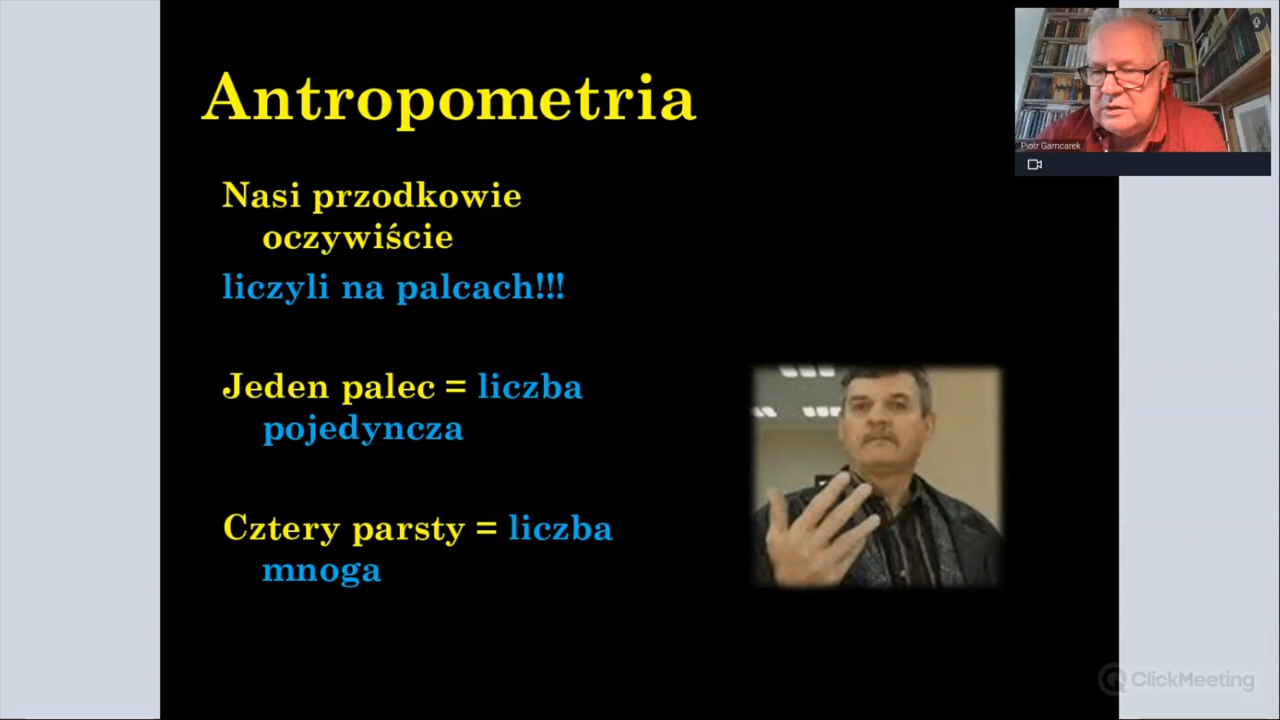 Antropometria
Nasi przodkowie
oczywiście
liczyli na palcach!!!
Jeden palec = liczba
pojedyncza
Cztery parsty = liczba
mnoga
Piotr Garncarek
ClickMeeting